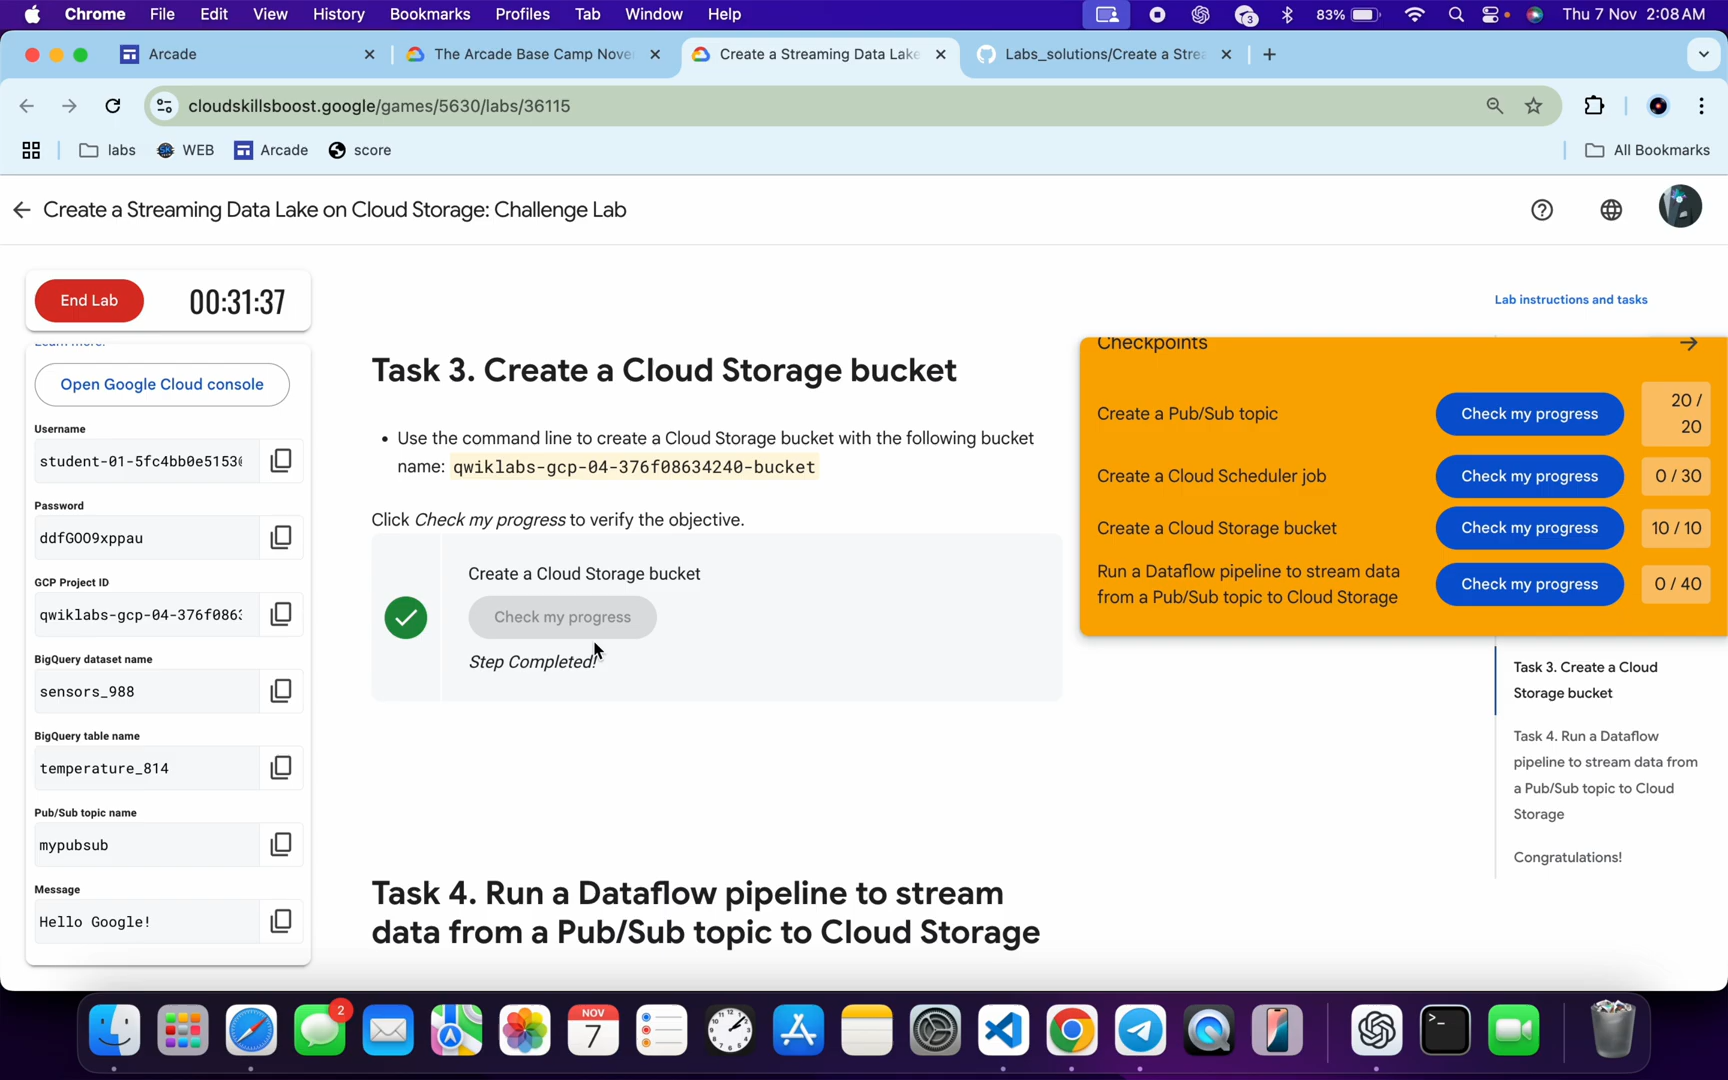 Chrome File Edit View History Bookmarks Profiles Tab Window Help 3 83% Thu 7 Nov 2:08 AM
Arcade The Arcade Base Camp Nove Create a Streaming Data Lake Labs_solutions/Create a Strea
cloudskillsboost.google/games/5630/labs/36115
labs WEB Arcade score All Bookmarks
Create a Streaming Data Lake on Cloud Storage: Challenge Lab
End Lab 00:31:37
Learn more.
Open Google Cloud console
Username
student-01-5fc4bb0e5153
Password
ddfGOO9xppau
GCP Project ID
qwiklabs-gcp-04-376f0863
BigQuery dataset name
sensors_988
BigQuery table name
temperature_814
Pub/Sub topic name
mypubsub
Message
Hello Google!
Task 3. Create a Cloud Storage bucket
• Use the command line to create a Cloud Storage bucket with the following bucket
name: qwiklabs-gcp-04-376f08634240-bucket
Click Check my progress to verify the objective.
Create a Cloud Storage bucket
Check my progress
Step Completed!
Task 4. Run a Dataflow pipeline to stream
data from a Pub/Sub topic to Cloud Storage
Lab instructions and tasks
Checkpoints
Create a Pub/Sub topic Check my progress 20 /
20
Create a Cloud Scheduler job Check my progress 0 / 30
Create a Cloud Storage bucket Check my progress 10 / 10
Run a Dataflow pipeline to stream data
from a Pub/Sub topic to Cloud Storage Check my progress 0 / 40
Task 3. Create a Cloud
Storage bucket
Task 4. Run a Dataflow
pipeline to stream data from
a Pub/Sub topic to Cloud
Storage
Congratulations!
2
NOV
7